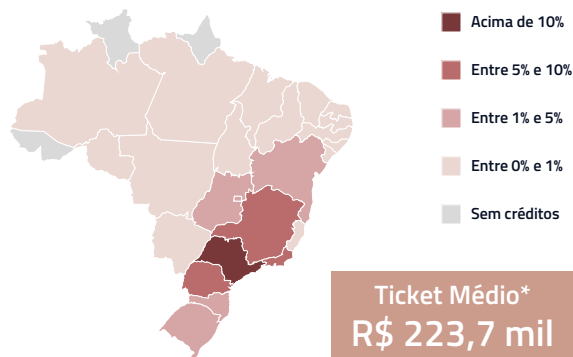 Acima de 10%
Entre 5% e 10%
Entre 1% e 5%
Entre 0% e 1%
Sem créditos
Ticket Médio*
R$ 223,7 mil